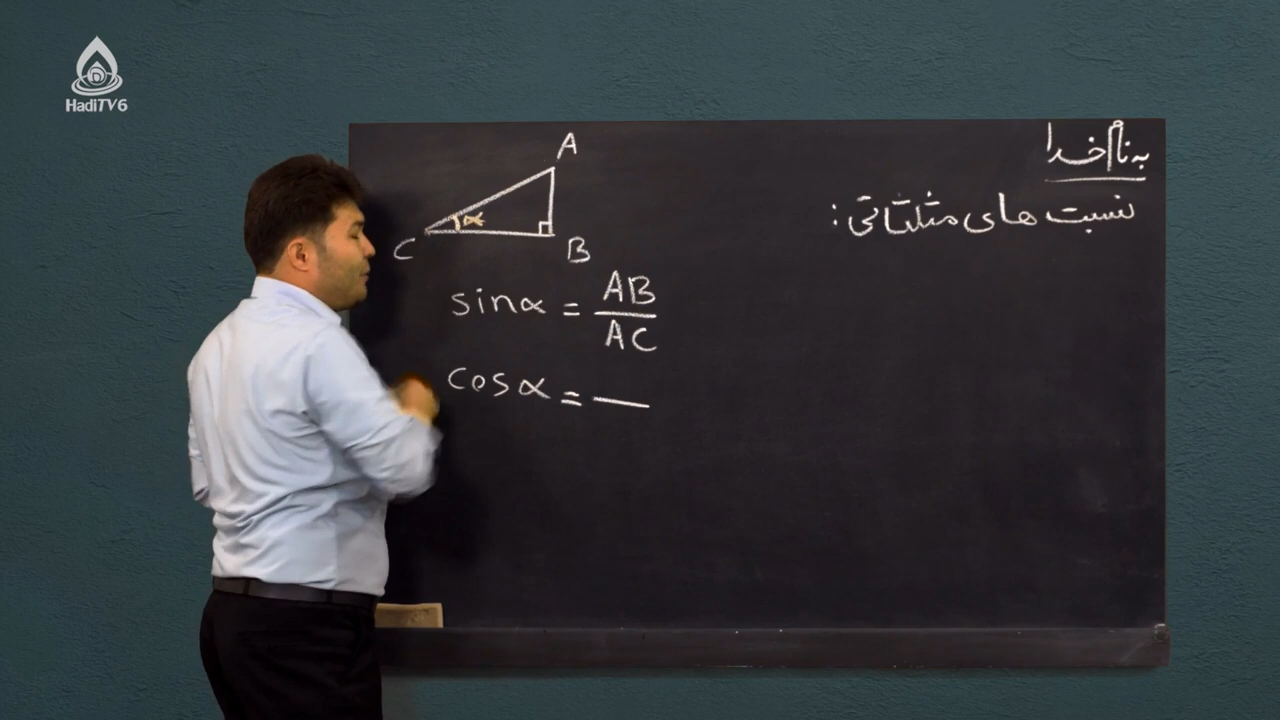 HadiTV6
به نام خدا
نسبت های مثلثاتی :
A
α
C
B
sinα = AB/AC
cosα = —